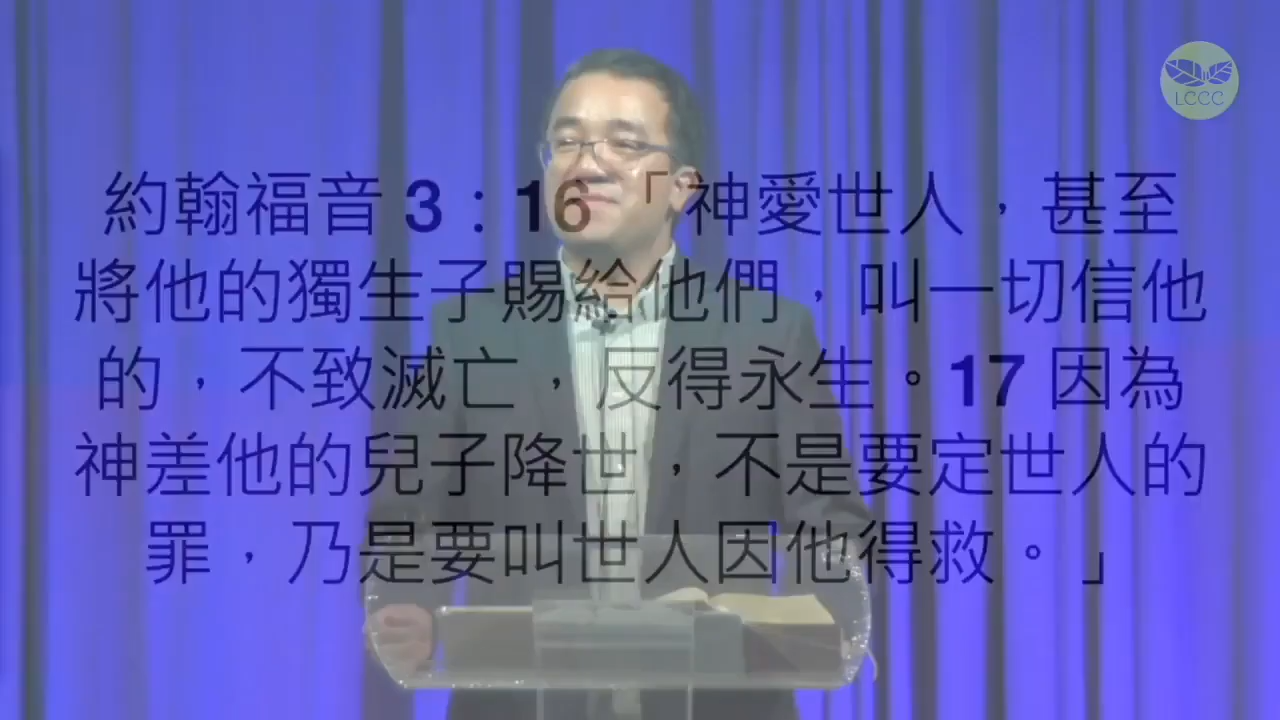 LCCC
約翰福音 3：16 「神愛世人，甚至
將他的獨生子賜給他們，叫一切信他
的，不致滅亡，反得永生。17 因為
神差他的兒子降世，不是要定世人的
罪，乃是要叫世人因他得救。」